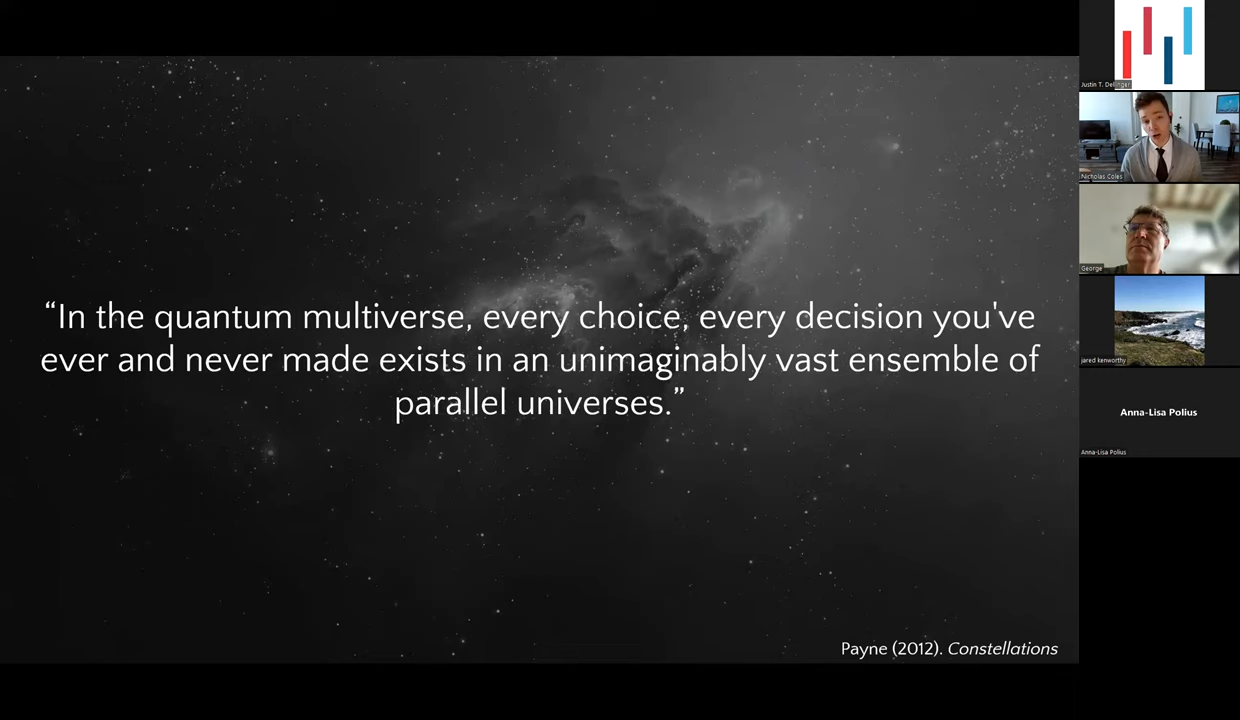 “In the quantum multiverse, every choice, every decision you've
ever and never made exists in an unimaginably vast ensemble of
parallel universes.”
Payne (2012). Constellations
Justin T. Dellinger
Nicholas Coles
George
jared kenworthy
Anna-Lisa Polius
Anna-Lisa Polius